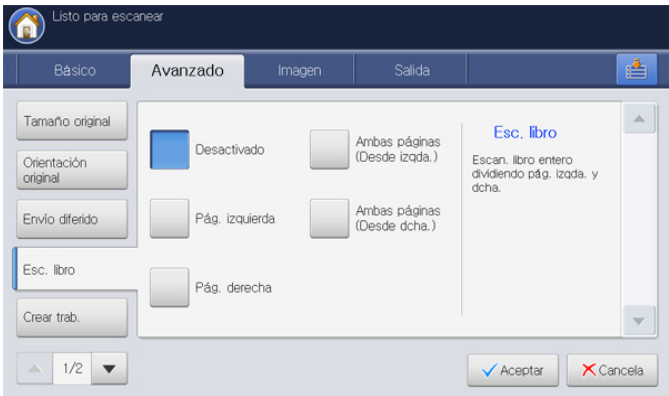 Listo para escanear
Básico
Avanzado
Imagen
Salida
Tamaño original
Orientación
original
Envío diferido
Esc. libro
Crear trab.
1/2
Desactivado
Pág. izquierda
Pág. derecha
Ambas páginas
(Desde izqda.)
Ambas páginas
(Desde dcha.)
Esc. libro
Escan. libro entero
dividiendo pág. izqda. y
dcha.
Aceptar
Cancela